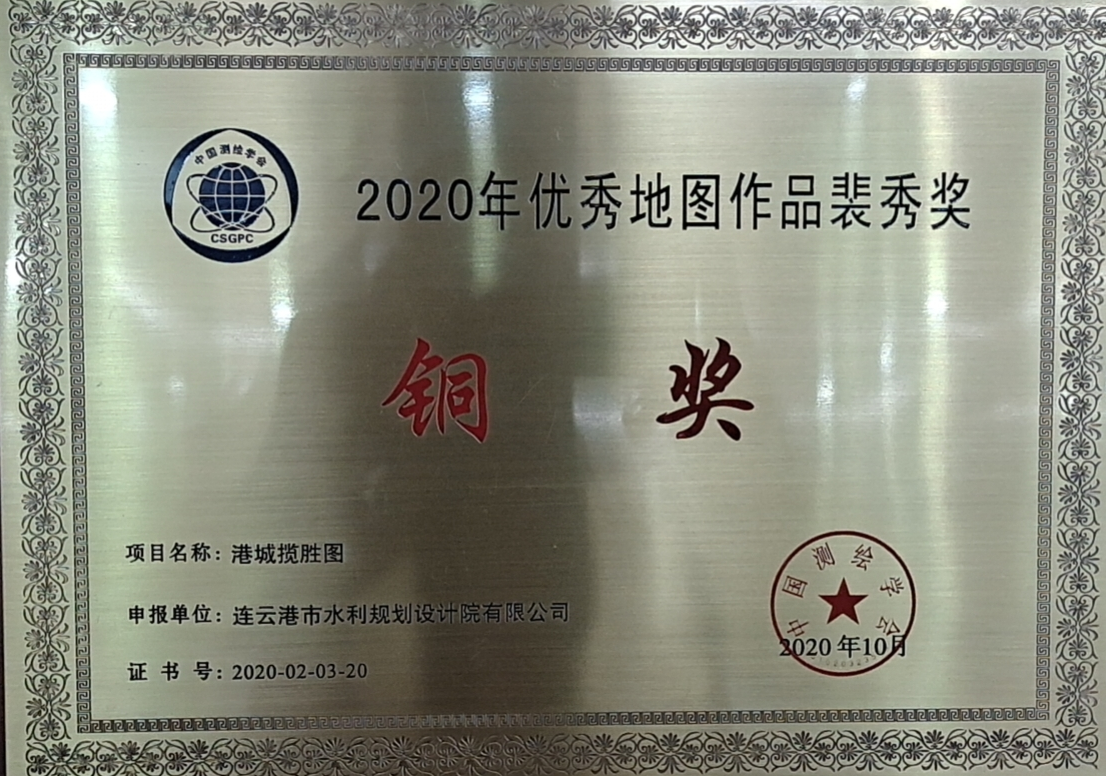 中国测绘学会
CSGPC
2020年优秀地图作品裴秀奖
铜 奖
项目名称：港城揽胜图
申报单位：连云港市水利规划设计院有限公司
证 书 号：2020-02-03-20
中国测绘学会
2020年10月